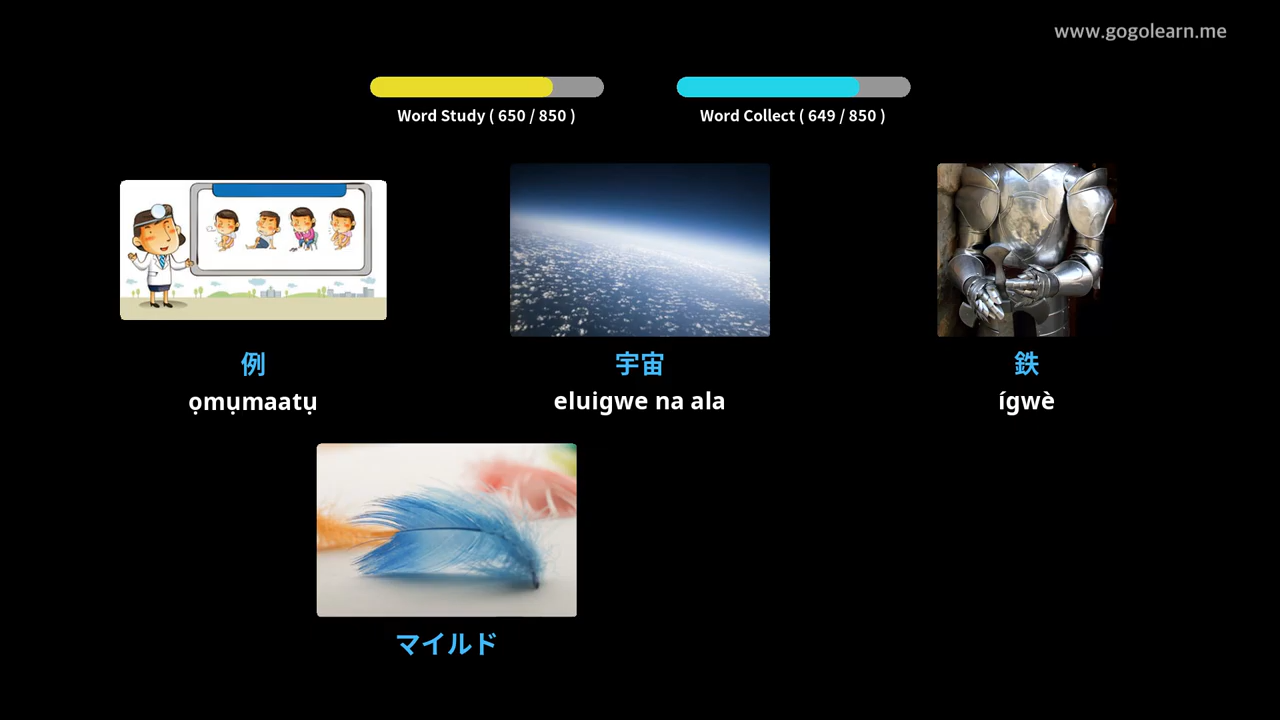 www.gogolearn.me
Word Study ( 650 / 850 )
Word Collect ( 649 / 850 )
例
ọmụmaatụ
宇宙
eluigwe na ala
鉄
ígwè
マイルド